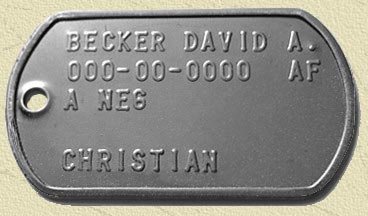 BECKER DAVID A.
000-00-0000 AF
A NEG
CHRISTIAN